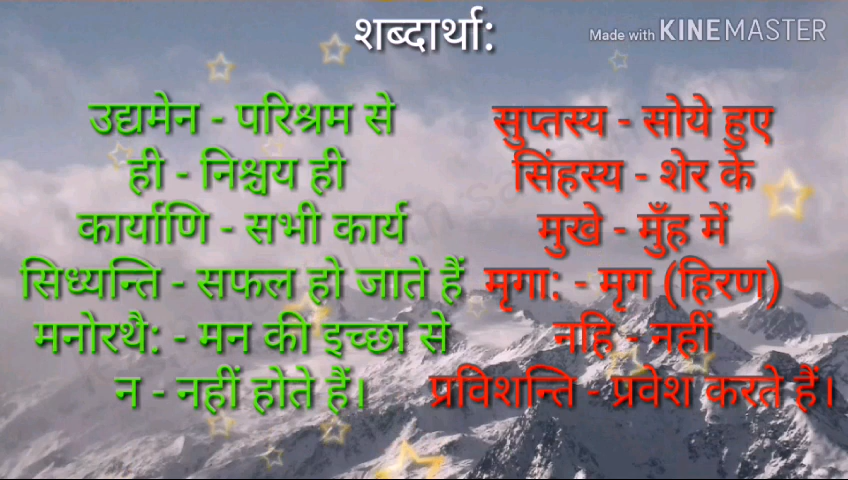 शब्दार्था:
Made with KINEMASTER
उद्यमेन - परिश्रम से
ही - निश्चय ही
कार्याणि - सभी कार्य
सिध्यन्ति - सफल हो जाते हैं
मनोरथै: - मन की इच्छा से
न - नहीं होते हैं।
सुप्तस्य - सोये हुए
सिंहस्य - शेर के
मुखे - मुँह में
मृगा: - मृग (हिरण)
नहि - नहीं
प्रविशन्ति - प्रवेश करते हैं।